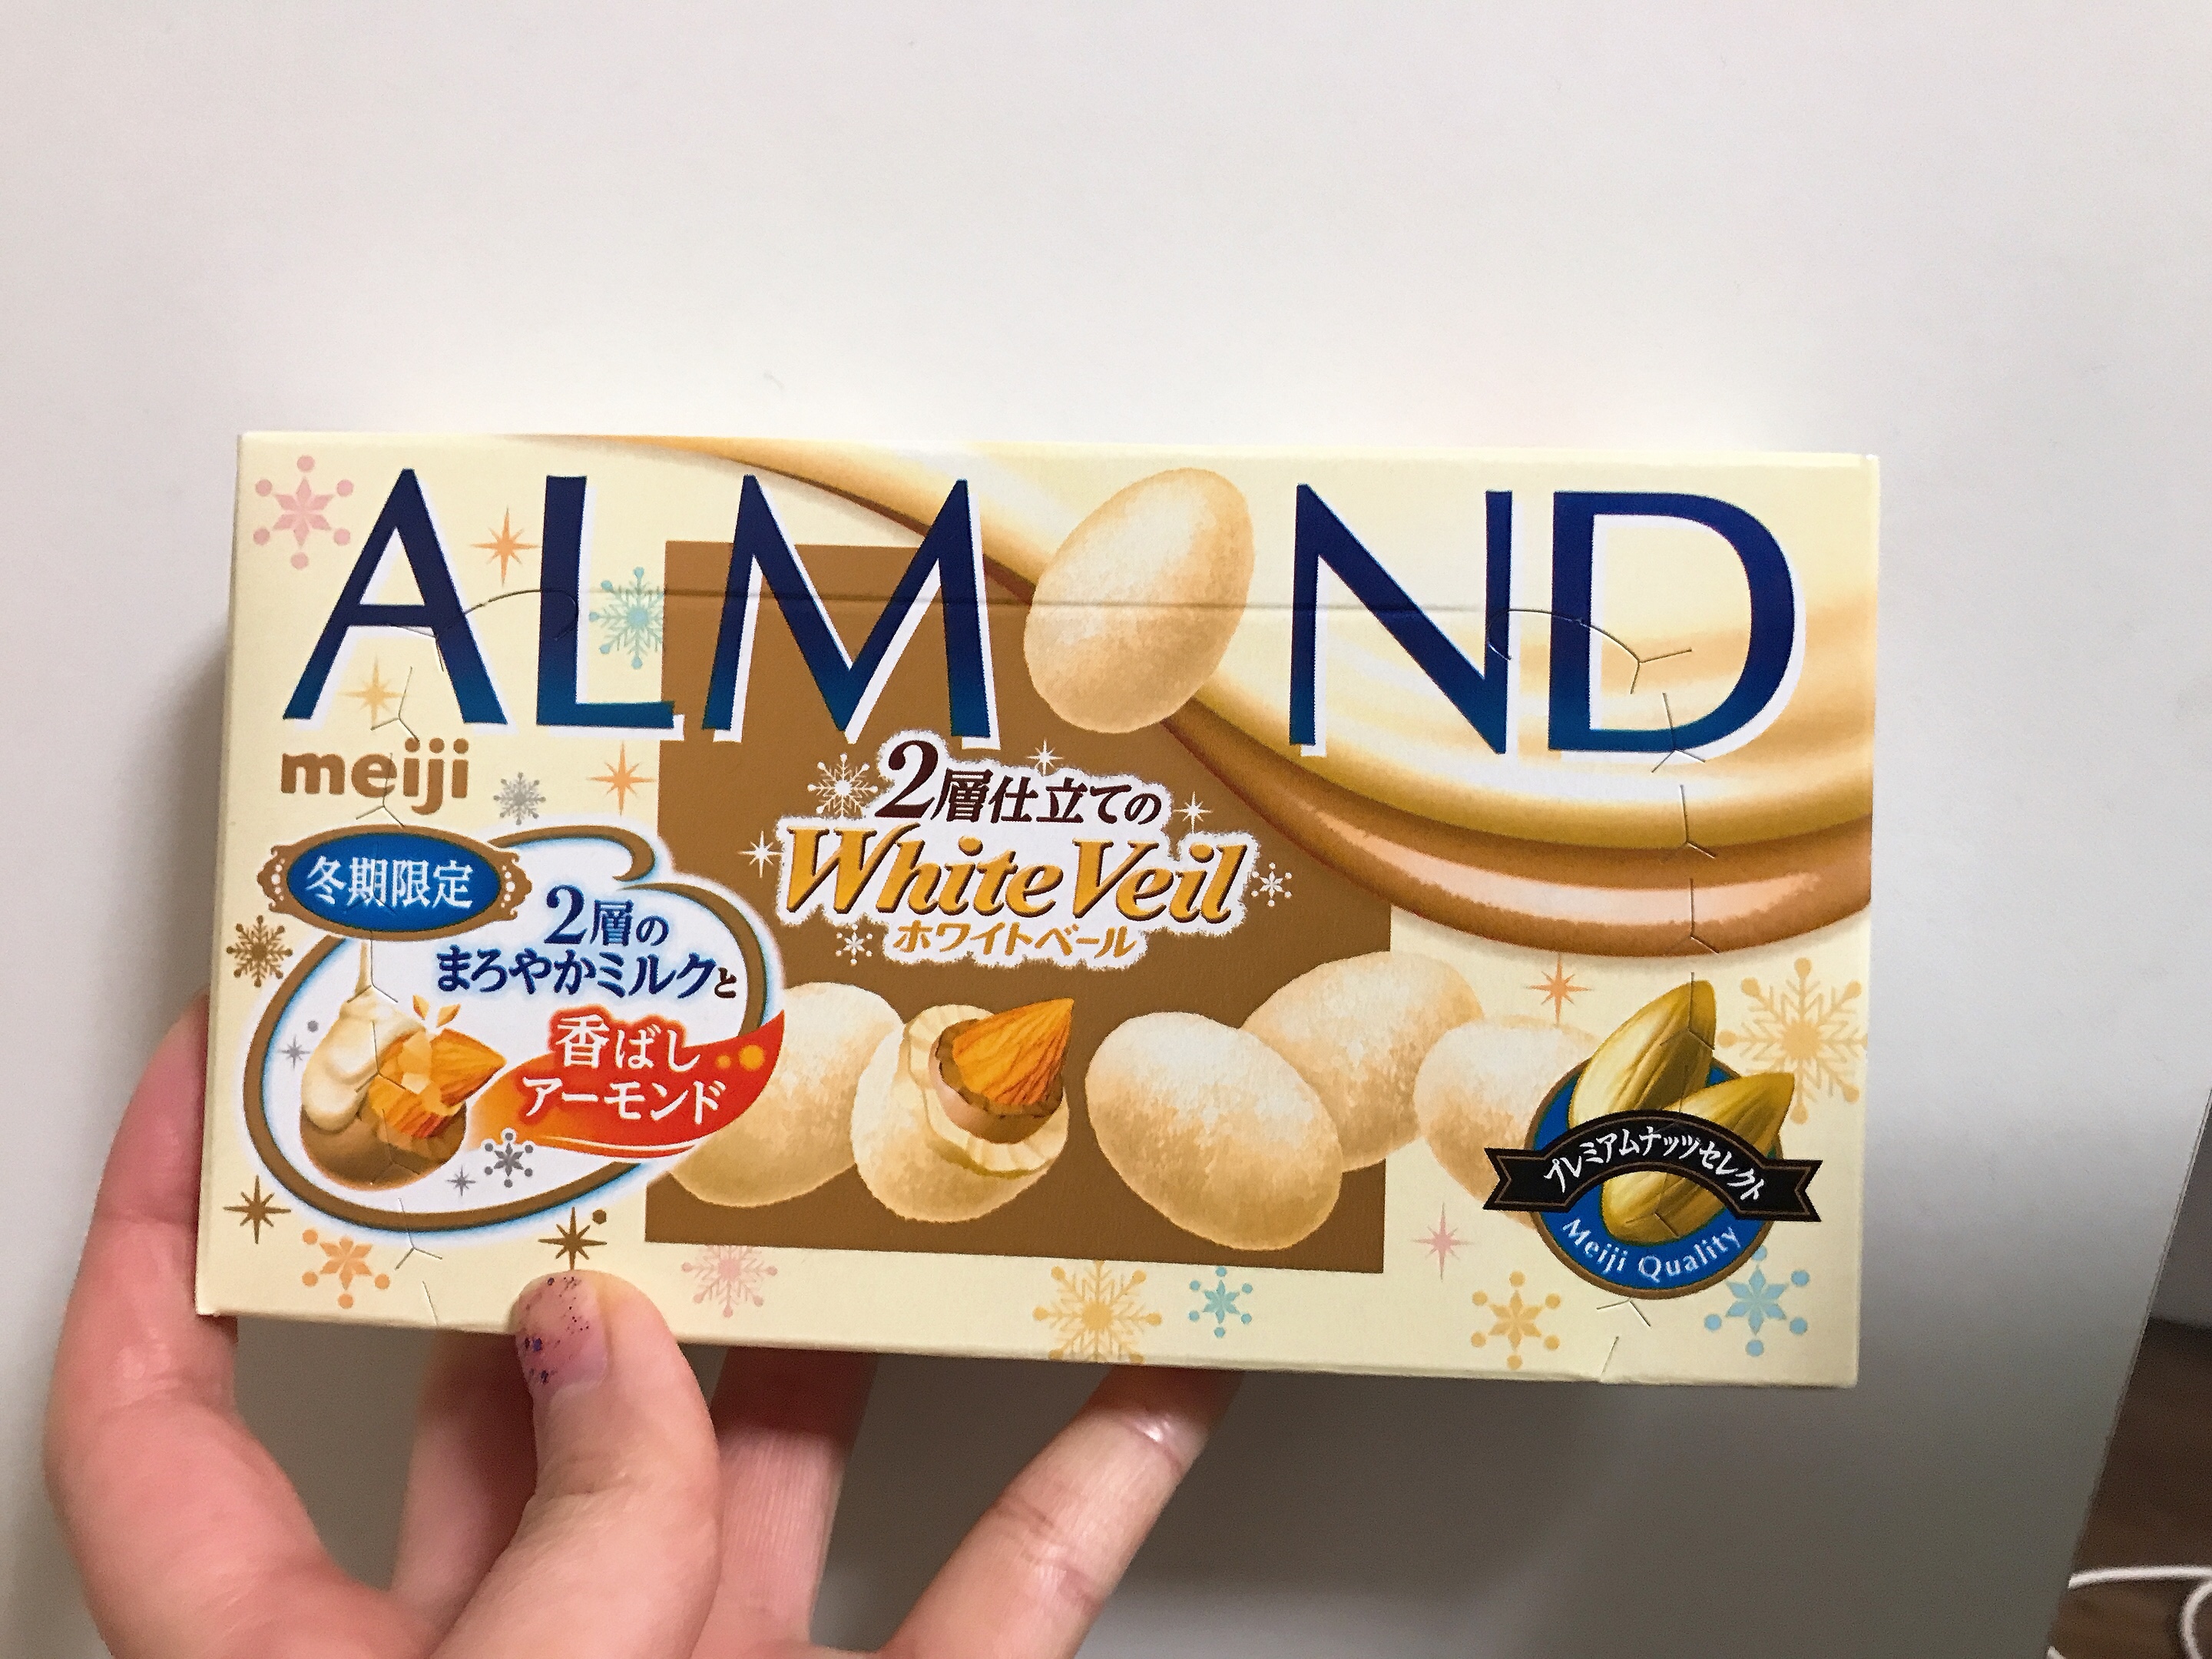 ALMOND
meiji
2層仕立ての
White Veil
ホワイトベール
冬期限定
2層の
まろやかミルクと
香ばし
アーモンド
プレミアムナッツセレクト
Meiji Quality